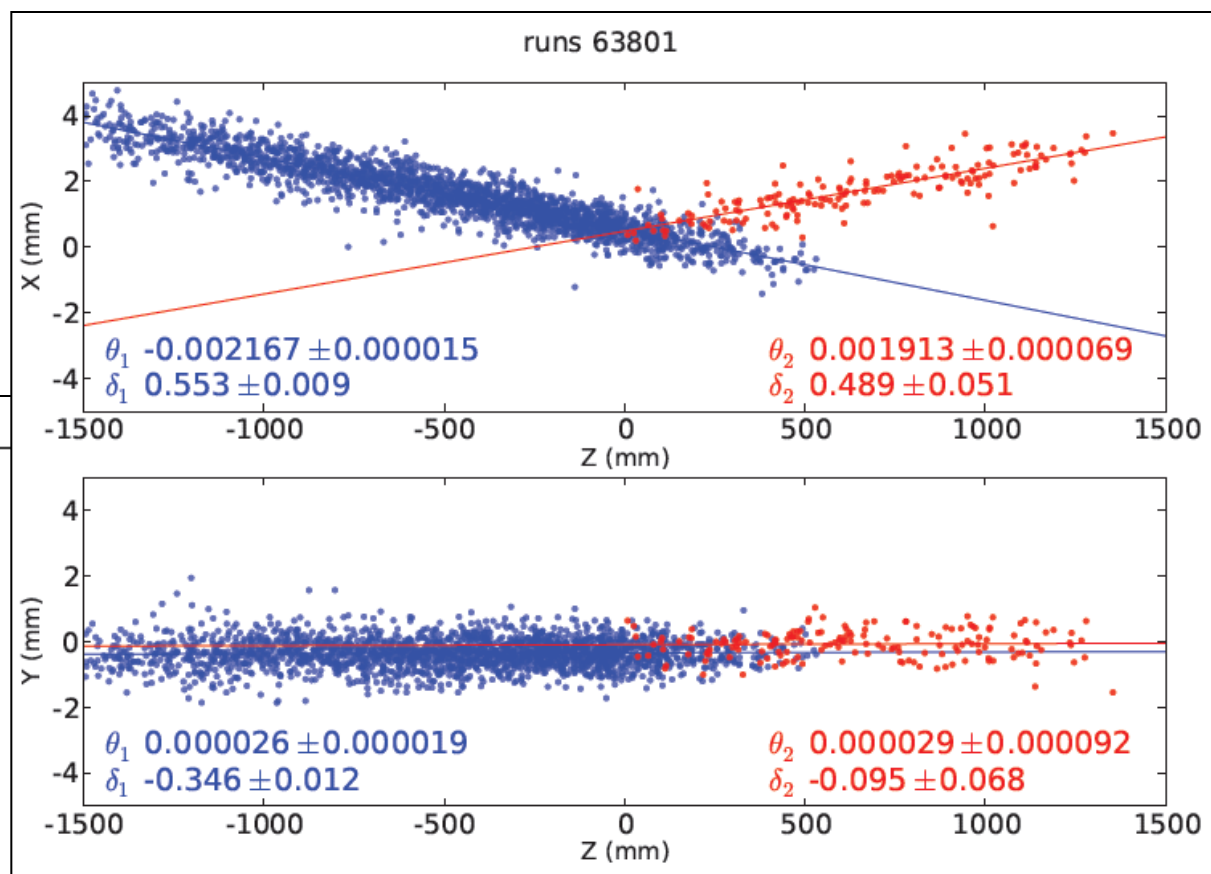 runs 63801
X (mm)
4
2
0
-2
-4
θ₁ -0.002167 ±0.000015
δ₁ 0.553 ±0.009
θ₂ 0.001913 ±0.000069
δ₂ 0.489 ±0.051
-1500 -1000 -500 0 500 1000 1500
Z (mm)
Y (mm)
4
2
0
-2
-4
θ₁ 0.000026 ±0.000019
δ₁ -0.346 ±0.012
θ₂ 0.000029 ±0.000092
δ₂ -0.095 ±0.068
-1500 -1000 -500 0 500 1000 1500
Z (mm)